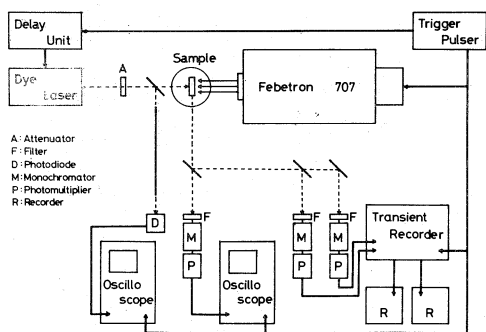 Delay
Unit
Trigger
Pulser
Sample
A
Dye
Laser
Febetron 707
A: Attenuator
F: Filter
D: Photodiode
M: Monochromator
P: Photomultiplier
R: Recorder
D
F
M
P
F
M
M
P
P
Transient
Recorder
Oscillo
scope
Oscillo
scope
R
R